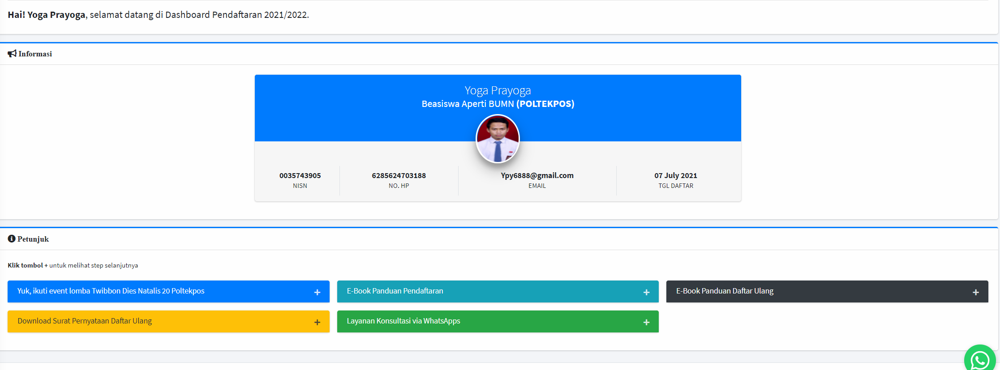 Hai! Yoga Prayoga, selamat datang di Dashboard Pendaftaran 2021/2022.
Informasi
Yoga Prayoga
Beasiswa Aperti BUMN (POLTEKPOS)
0035743905
NISN
6285624703188
NO. HP
Ypy6888@gmail.com
EMAIL
07 July 2021
TGL DAFTAR
Petunjuk
Klik tombol + untuk melihat step selanjutnya
Yuk, ikuti event lomba Twibbon Dies Natalis 20 Poltekpos +
E-Book Panduan Pendaftaran +
E-Book Panduan Daftar Ulang +
Download Surat Pernyataan Daftar Ulang +
Layanan Konsultasi via WhatsApps +